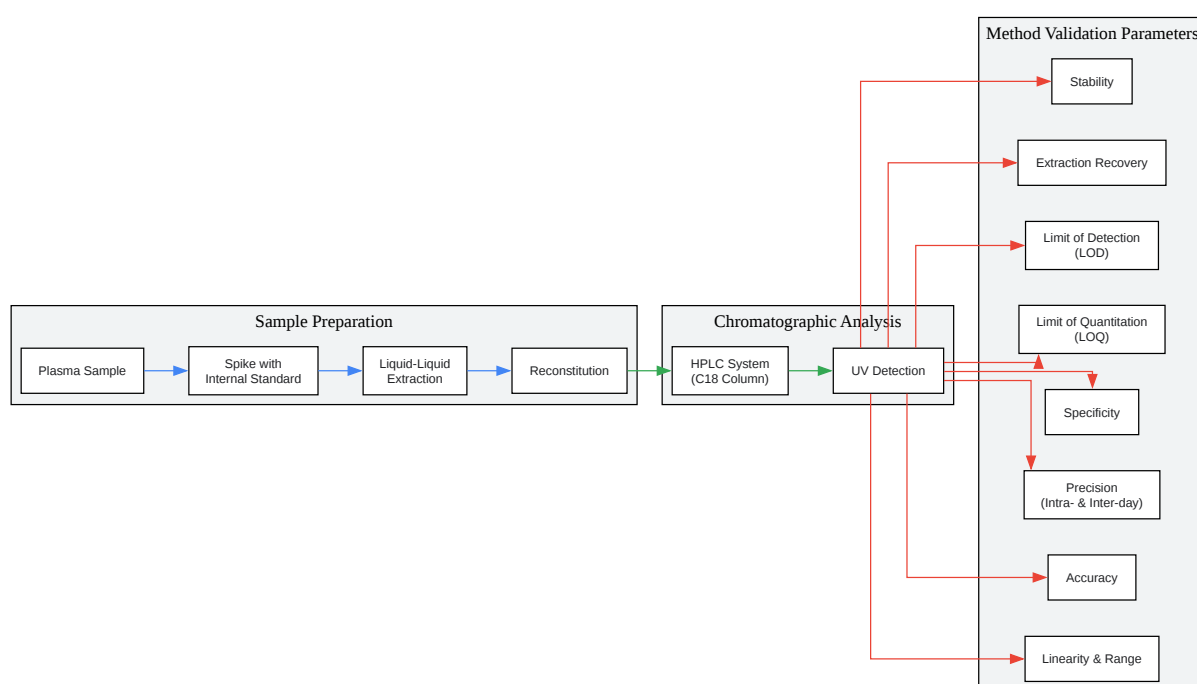 Sample Preparation
Plasma Sample
Spike with
Internal Standard
Liquid-Liquid
Extraction
Reconstitution
Chromatographic Analysis
HPLC System
(C18 Column)
UV Detection
Method Validation Parameters
Stability
Extraction Recovery
Limit of Detection
(LOD)
Limit of Quantitation
(LOQ)
Specificity
Precision
(Intra- & Inter-day)
Accuracy
Linearity & Range